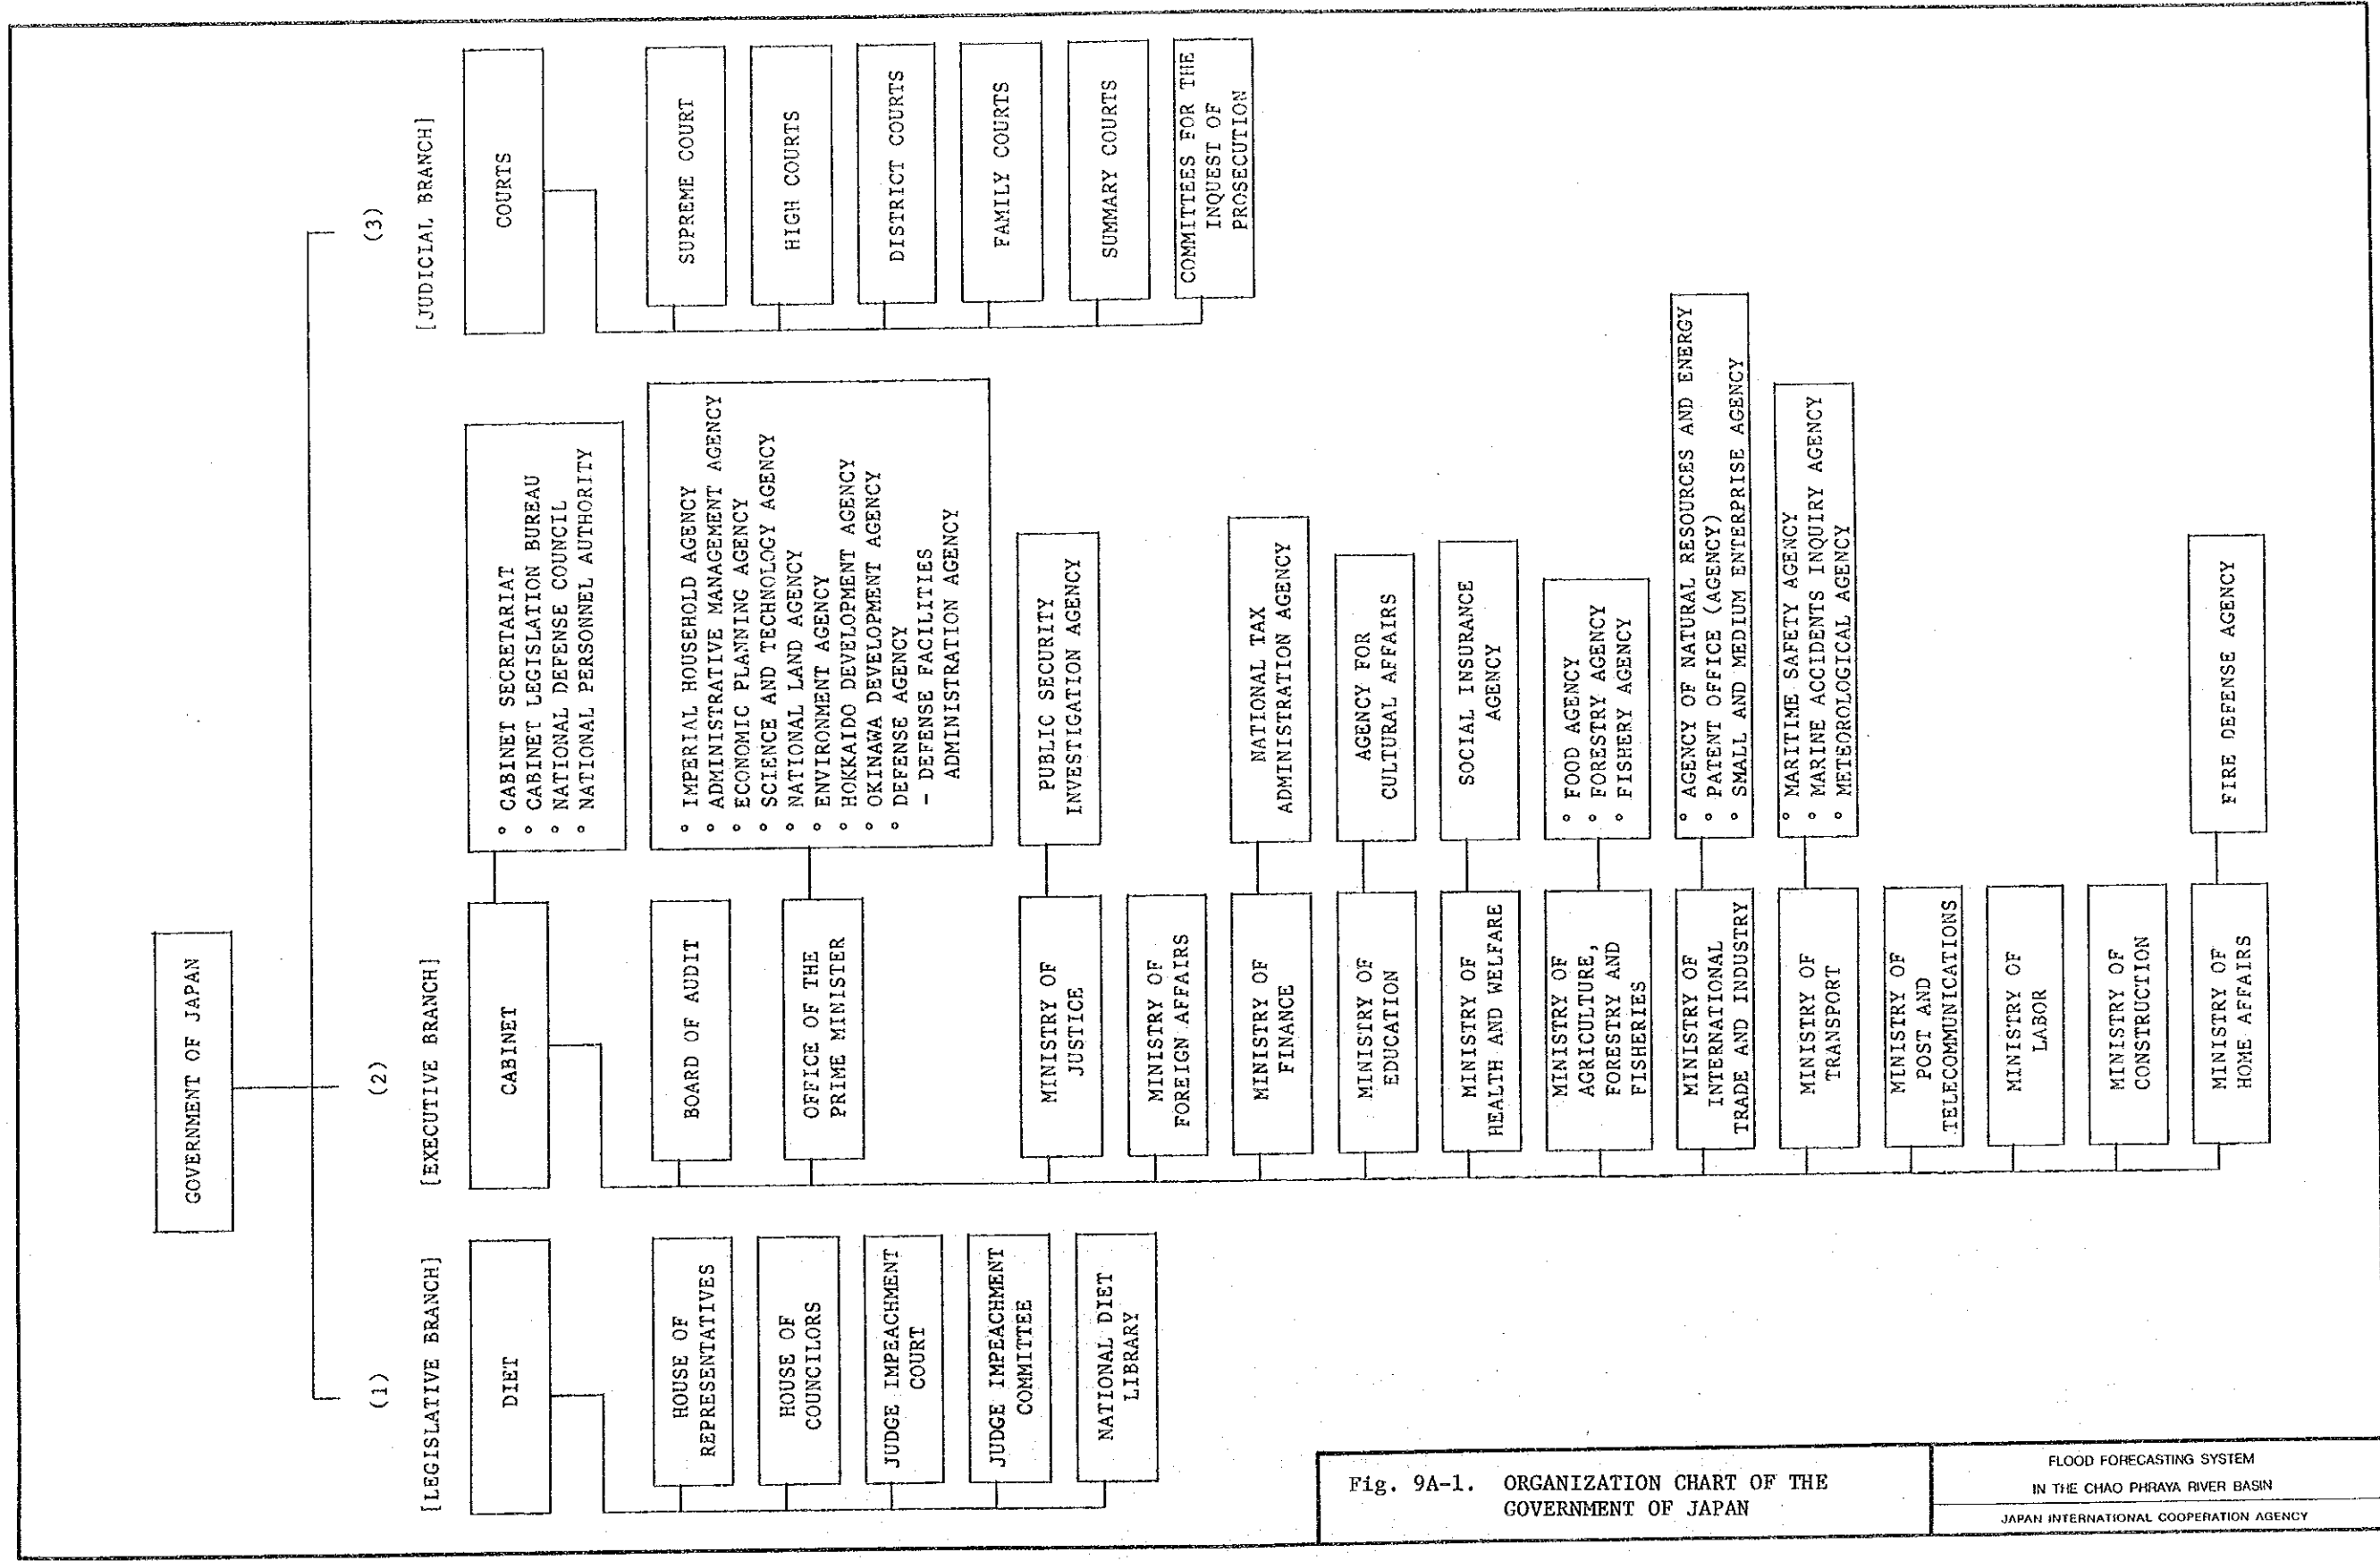 GOVERNMENT OF JAPAN
(1)
[LEGISLATIVE BRANCH]
DIET
HOUSE OF
REPRESENTATIVES
HOUSE OF
COUNCILORS
JUDGE IMPEACHMENT
COURT
JUDGE IMPEACHMENT
COMMITTEE
NATIONAL DIET
LIBRARY
(2)
[EXECUTIVE BRANCH]
CABINET
° CABINET SECRETARIAT
° CABINET LEGISLATION BUREAU
° NATIONAL DEFENSE COUNCIL
° NATIONAL PERSONNEL AUTHORITY
BOARD OF AUDIT
OFFICE OF THE
PRIME MINISTER
° IMPERIAL HOUSEHOLD AGENCY
° ADMINISTRATIVE MANAGEMENT AGENCY
° ECONOMIC PLANNING AGENCY
° SCIENCE AND TECHNOLOGY AGENCY
° NATIONAL LAND AGENCY
° ENVIRONMENT AGENCY
° HOKKAIDO DEVELOPMENT AGENCY
° OKINAWA DEVELOPMENT AGENCY
° DEFENSE AGENCY
- DEFENSE FACILITIES
ADMINISTRATION AGENCY
MINISTRY OF
JUSTICE
PUBLIC SECURITY
INVESTIGATION AGENCY
MINISTRY OF
FOREIGN AFFAIRS
MINISTRY OF
FINANCE
NATIONAL TAX
ADMINISTRATION AGENCY
MINISTRY OF
EDUCATION
AGENCY FOR
CULTURAL AFFAIRS
MINISTRY OF
HEALTH AND WELFARE
SOCIAL INSURANCE
AGENCY
MINISTRY OF
AGRICULTURE,
FORESTRY AND
FISHERIES
° FOOD AGENCY
° FORESTRY AGENCY
° FISHERY AGENCY
MINISTRY OF
INTERNATIONAL
TRADE AND INDUSTRY
° AGENCY OF NATURAL RESOURCES AND ENERGY
° PATENT OFFICE (AGENCY)
° SMALL AND MEDIUM ENTERPRISE AGENCY
MINISTRY OF
TRANSPORT
° MARITIME SAFETY AGENCY
° MARINE ACCIDENTS INQUIRY AGENCY
° METEOROLOGICAL AGENCY
MINISTRY OF
POST AND
TELECOMMUNICATIONS
MINISTRY OF
LABOR
MINISTRY OF
CONSTRUCTION
MINISTRY OF
HOME AFFAIRS
FIRE DEFENSE AGENCY
(3)
[JUDICIAL BRANCH]
COURTS
SUPREME COURT
HIGH COURTS
DISTRICT COURTS
FAMILY COURTS
SUMMARY COURTS
COMMITTEES FOR THE
INQUEST OF
PROSECUTION
Fig. 9A-1. ORGANIZATION CHART OF THE
GOVERNMENT OF JAPAN
FLOOD FORECASTING SYSTEM
IN THE CHAO PHRAYA RIVER BASIN
JAPAN INTERNATIONAL COOPERATION AGENCY